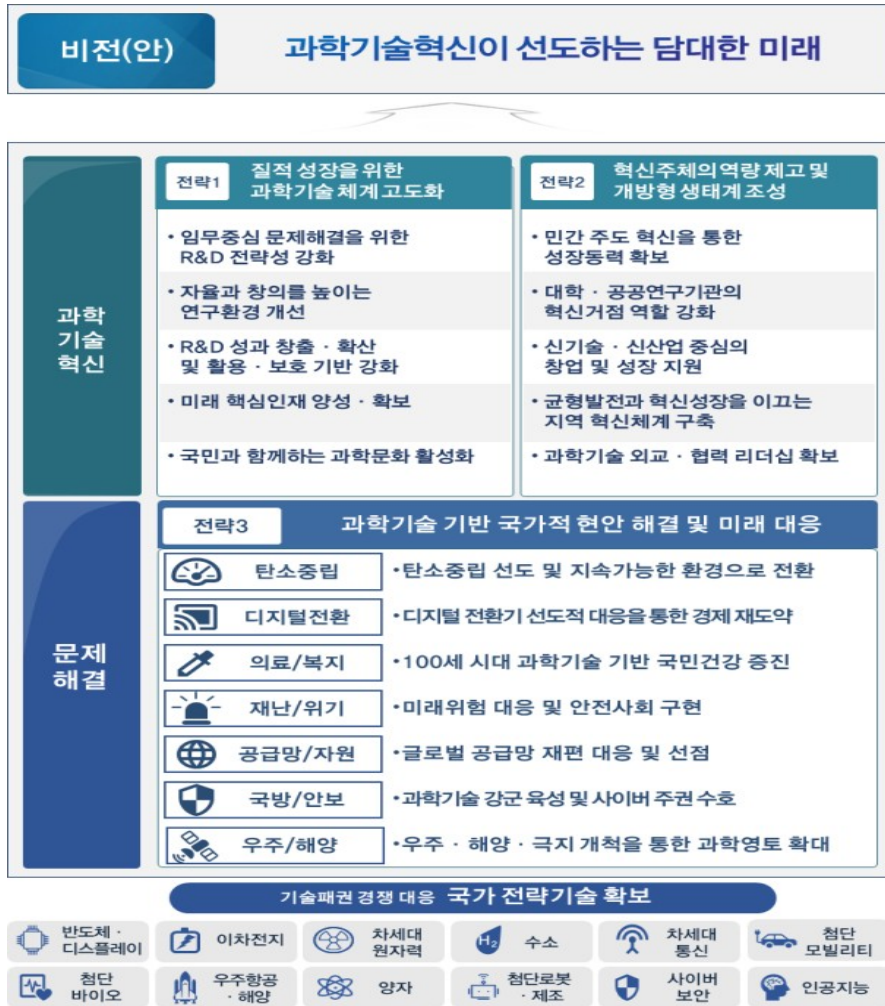 비전(안)
과학기술혁신이 선도하는 담대한 미래
과학
기술
혁신
전략1
질적 성장을 위한
과학기술 체계 고도화
• 임무중심 문제해결을 위한
R&D 전략성 강화
• 자율과 창의를 높이는
연구환경 개선
• R&D 성과 창출 · 확산
및 활용 · 보호 기반 강화
• 미래 핵심인재 양성 · 확보
• 국민과 함께하는 과학문화 활성화
전략2
혁신주체의 역량 제고 및
개방형 생태계 조성
• 민간 주도 혁신을 통한
성장동력 확보
• 대학 · 공공연구기관의
혁신거점 역할 강화
• 신기술 · 신산업 중심의
창업 및 성장 지원
• 균형발전과 혁신성장을 이끄는
지역 혁신체계 구축
• 과학기술 외교 · 협력 리더십 확보
문제
해결
전략3
과학기술 기반 국가적 현안 해결 및 미래 대응
탄소중립
•탄소중립 선도 및 지속가능한 환경으로 전환
디지털전환
•디지털 전환기 선도적 대응을 통한 경제 재도약
의료/복지
•100세 시대 과학기술 기반 국민건강 증진
재난/위기
•미래위험 대응 및 안전사회 구현
공급망/자원
•글로벌 공급망 재편 대응 및 선점
국방/안보
•과학기술 강군 육성 및 사이버 주권 수호
우주/해양
•우주 · 해양 · 극지 개척을 통한 과학영토 확대
기술패권 경쟁 대응 국가 전략기술 확보
반도체 ·
디스플레이
이차전지
차세대
원자력
H2
수소
차세대
통신
첨단
모빌리티
첨단
바이오
우주항공
· 해양
양자
첨단로봇
· 제조
사이버
보안
인공지능